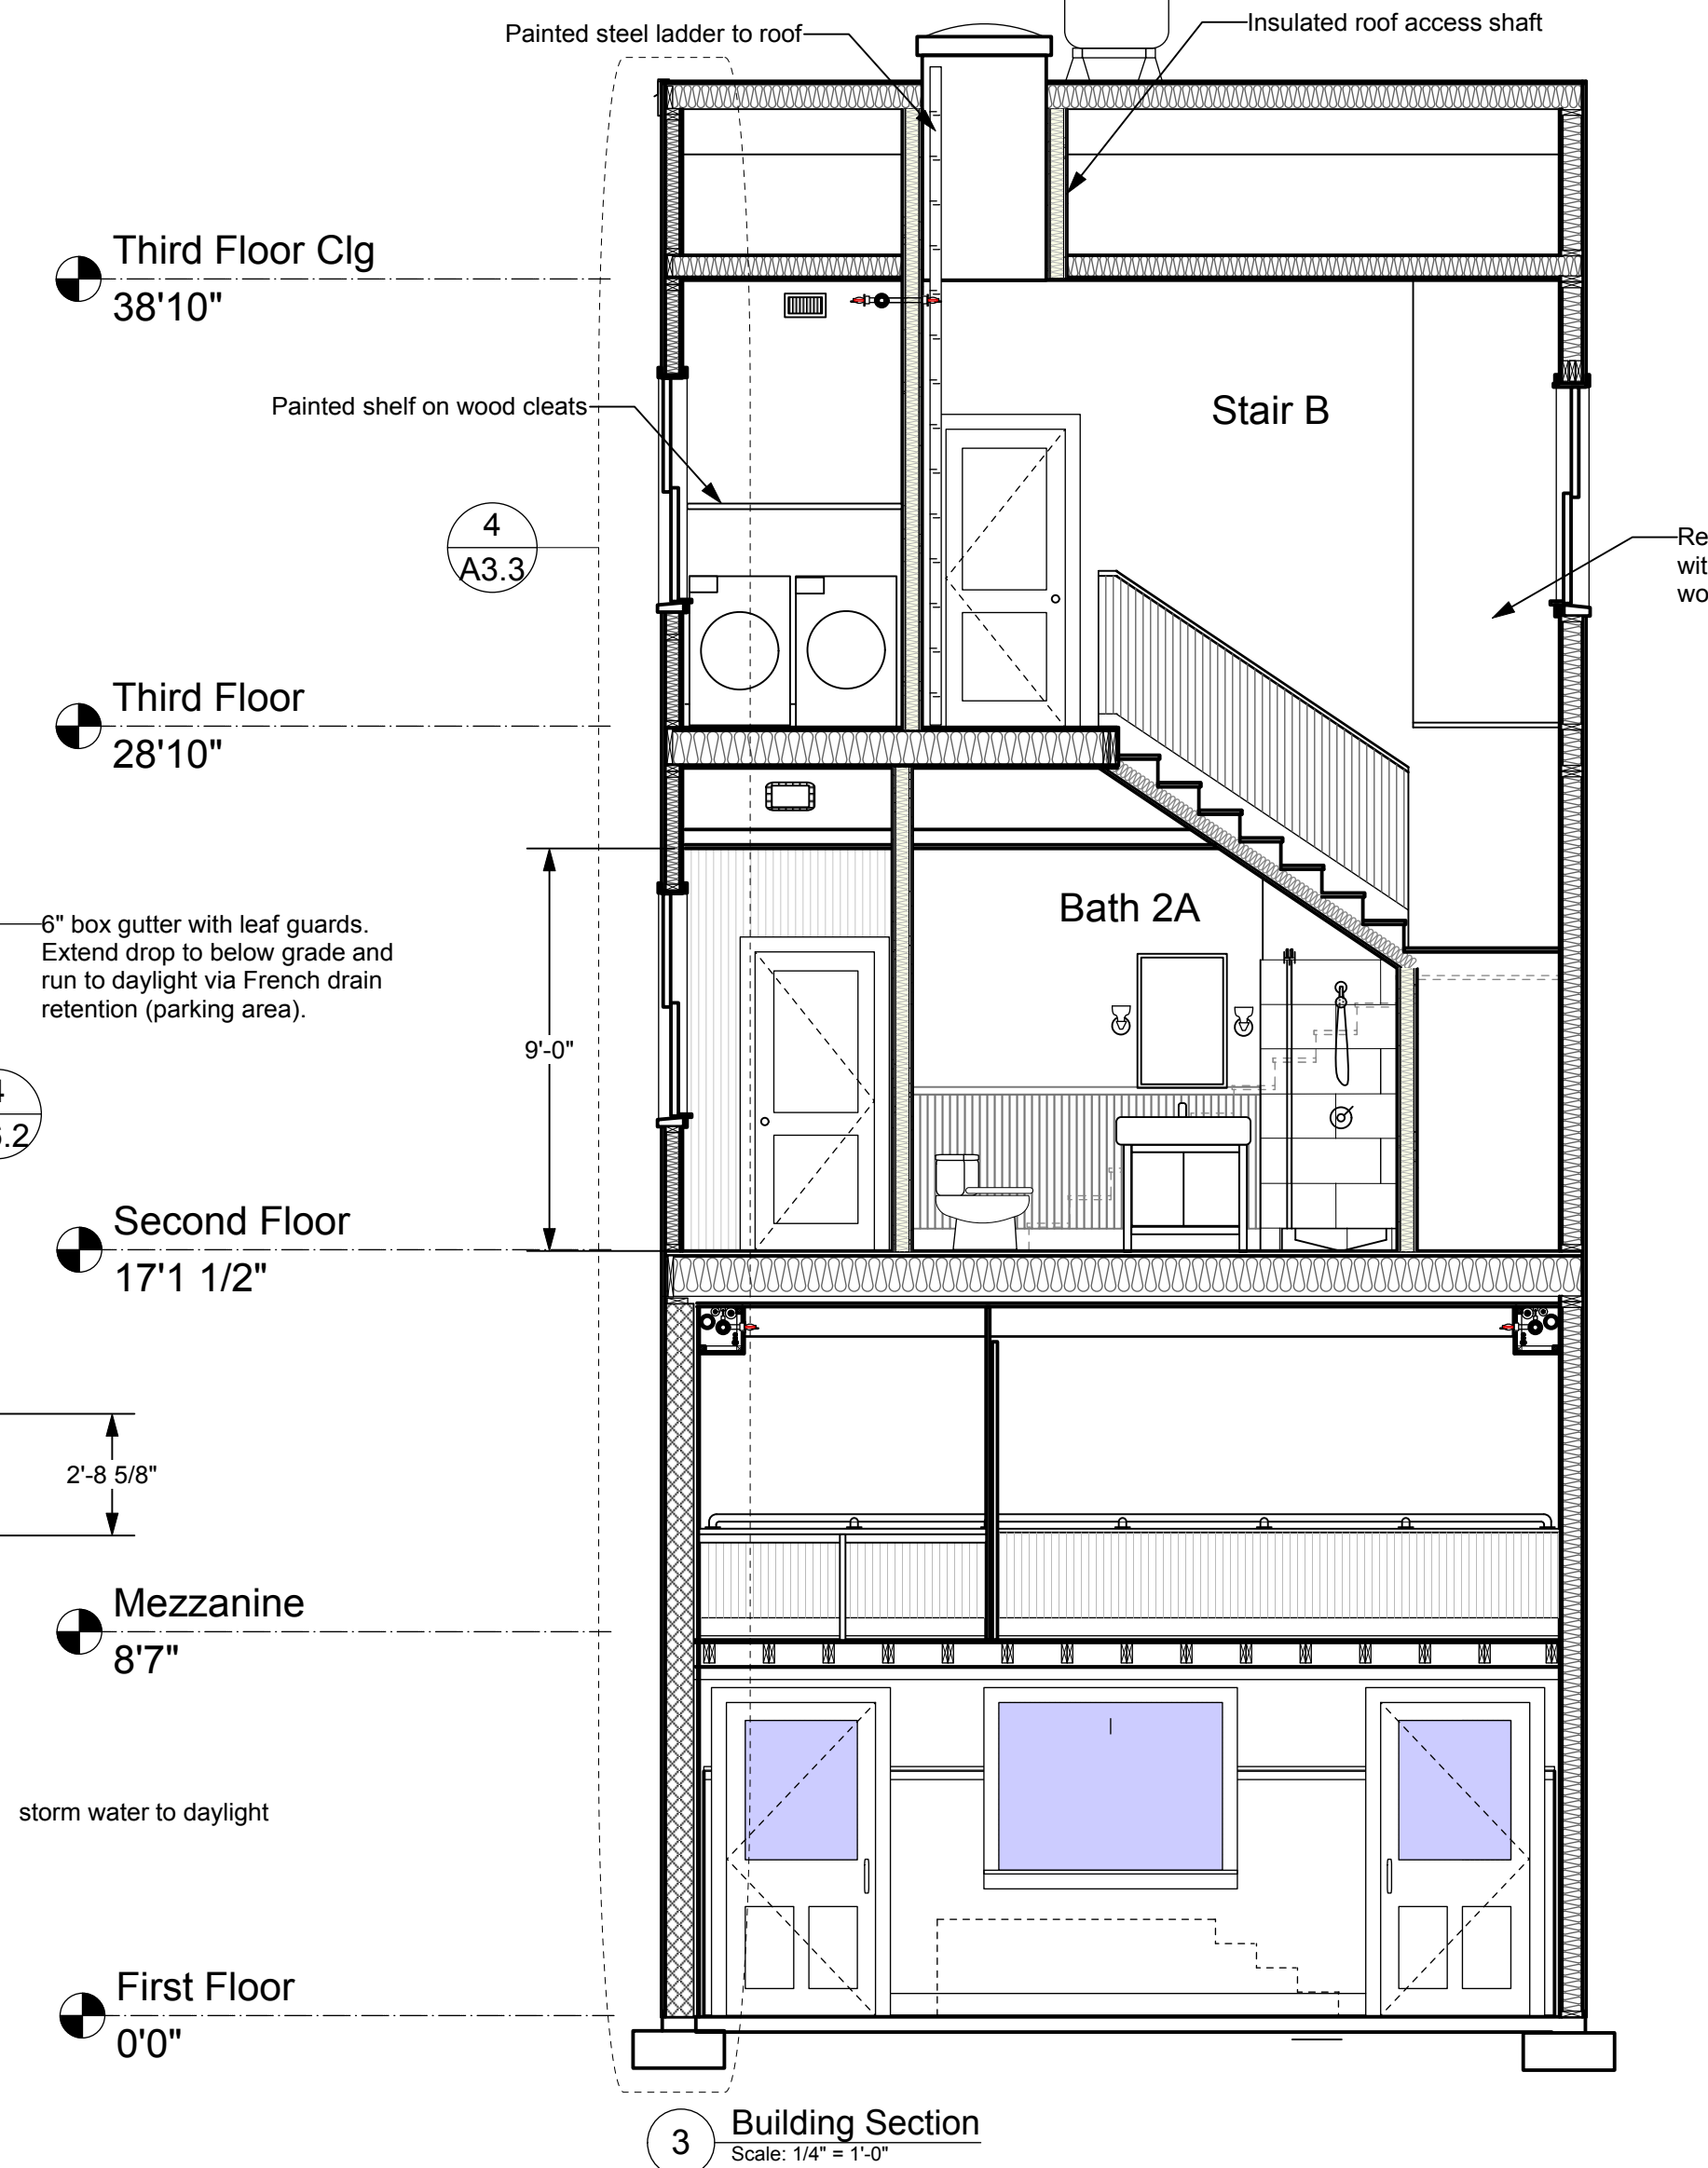 Painted steel ladder to roof
Insulated roof access shaft
Third Floor Clg
38'10"
Painted shelf on wood cleats
Stair B
4
A3.3
Third Floor
28'10"
6" box gutter with leaf guards.
Extend drop to below grade and
run to daylight via French drain
retention (parking area).
Bath 2A
9'-0"
Second Floor
17'1 1/2"
2'-8 5/8"
Mezzanine
8'7"
storm water to daylight
First Floor
0'0"
3
Building Section
Scale: 1/4" = 1'-0"